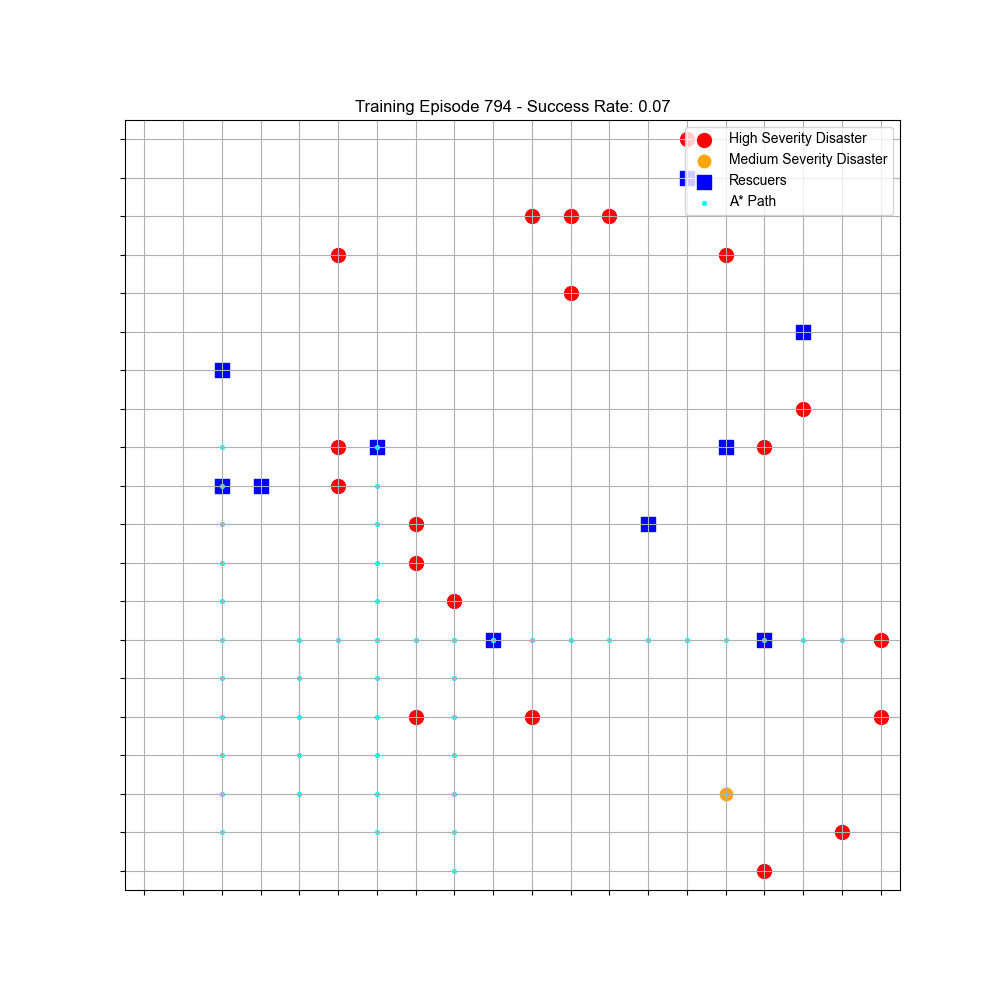 Training Episode 794 - Success Rate: 0.07
High Severity Disaster
Medium Severity Disaster
Rescuers
A* Path